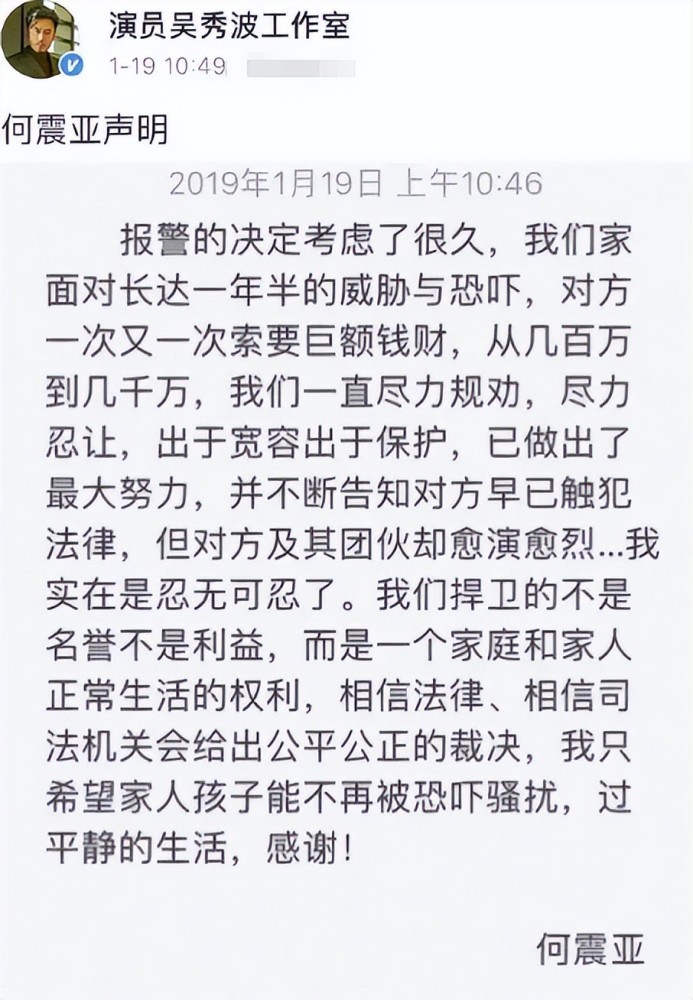 演员吴秀波工作室
1-19 10:49
何震亚声明
2019年1月19日 上午10:46
报警的决定考虑了很久，我们家
面对长达一年半的威胁与恐吓，对方
一次又一次索要巨额钱财，从几百万
到几千万，我们一直尽力规劝，尽力
忍让，出于宽容出于保护，已做出了
最大努力，并不断告知对方早已触犯
法律，但对方及其团伙却愈演愈烈...我
实在是忍无可忍了。我们捍卫的不是
名誉不是利益，而是一个家庭和家人
正常生活的权利，相信法律、相信司
法机关会给出公平公正的裁决，我只
希望家人孩子能不再被恐吓骚扰，过
平静的生活，感谢！
何震亚